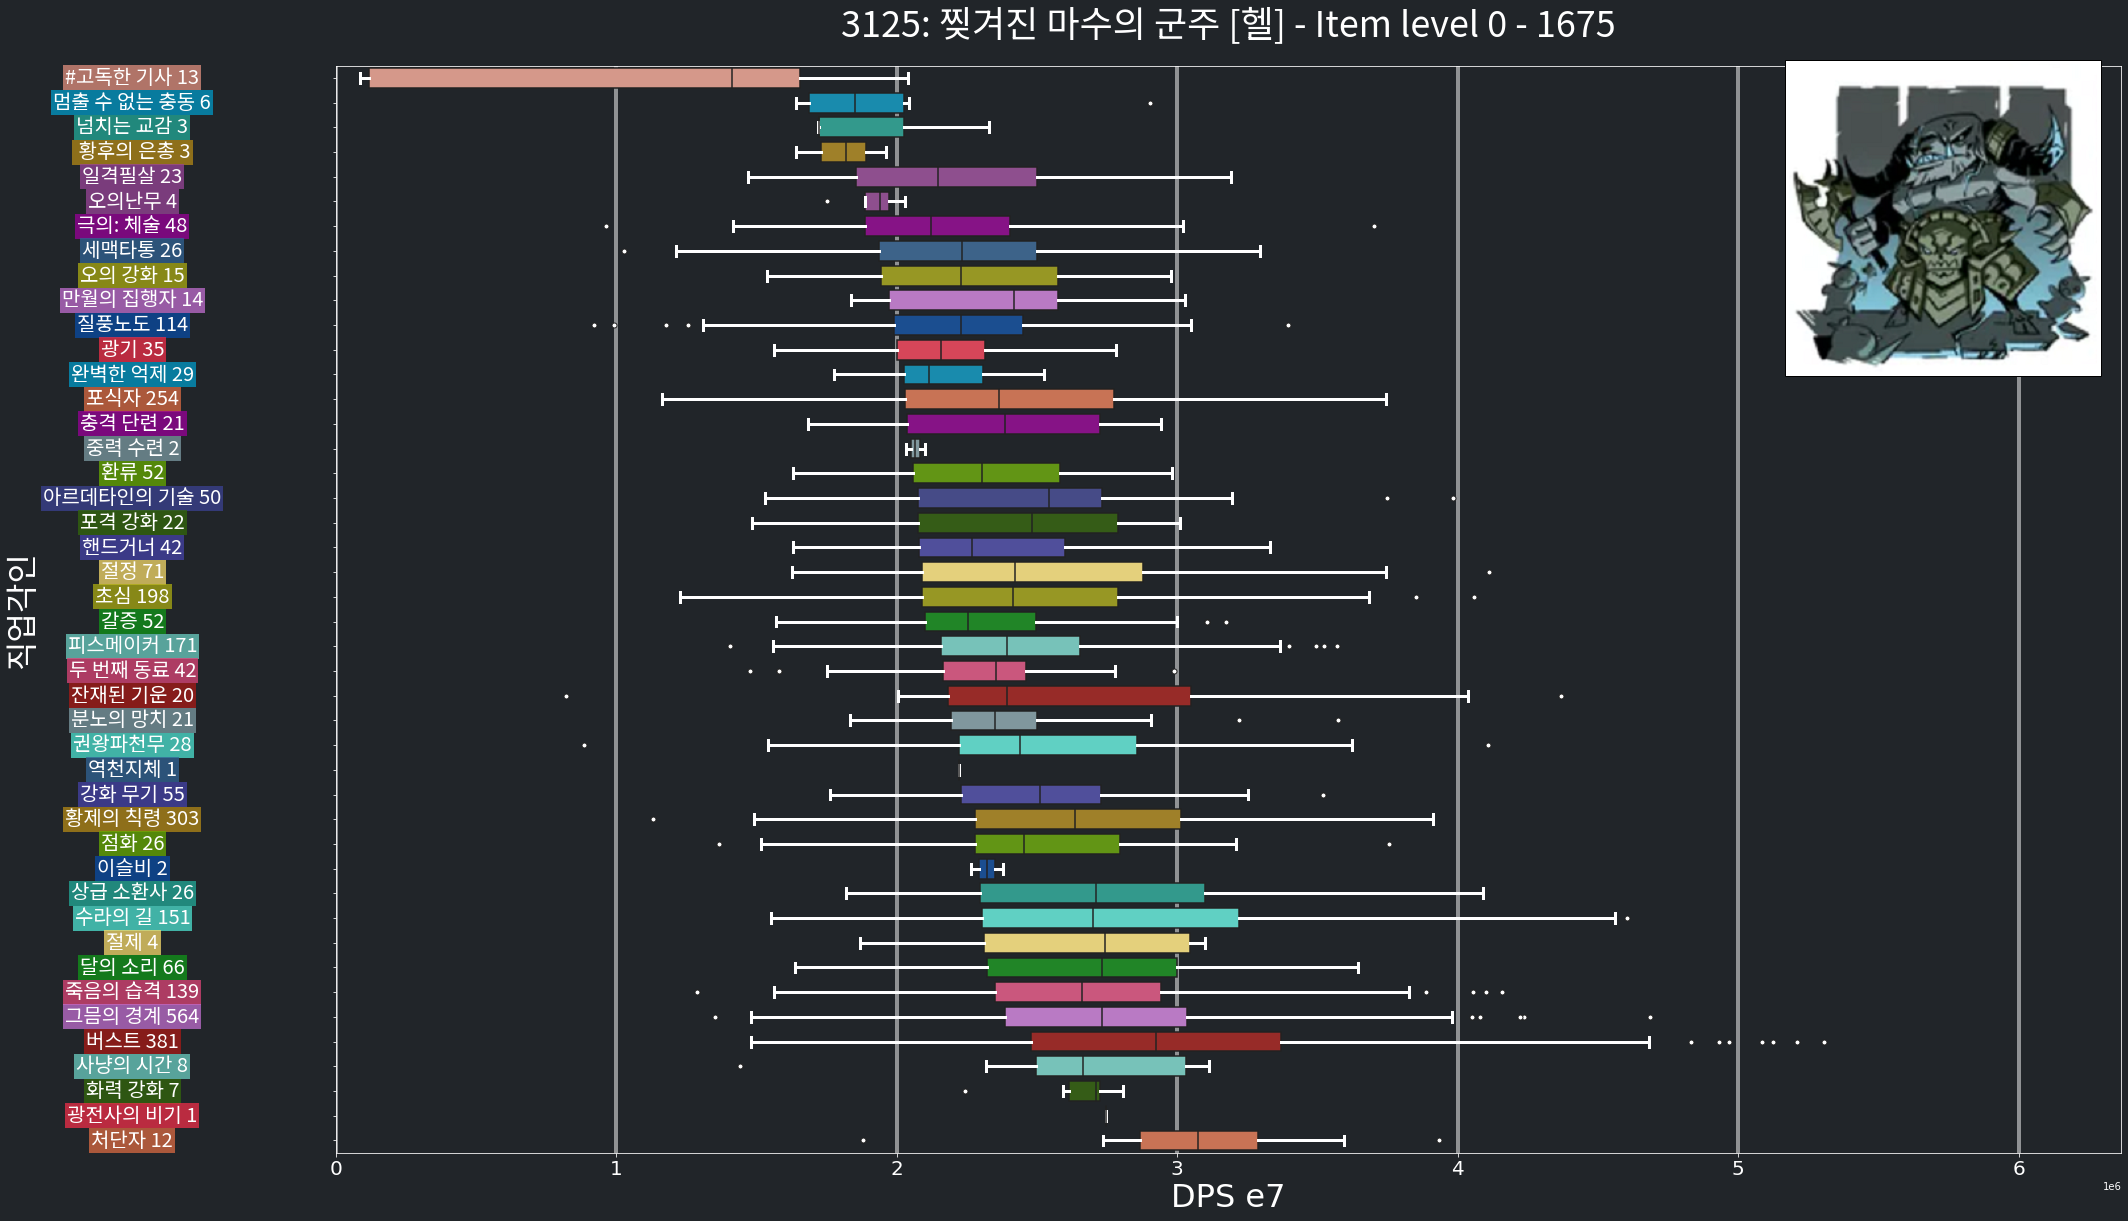 3125: 찢겨진 마수의 군주 [헬] - Item level 0 - 1675
직업각인
#고독한 기사 13
멈출 수 없는 충동 6
넘치는 교감 3
황후의 은총 3
일격필살 23
오의난무 4
극의: 체술 48
세맥타통 26
오의 강화 15
만월의 집행자 14
질풍노도 114
광기 35
완벽한 억제 29
포식자 254
충격 단련 21
중력 수련 2
환류 52
아르데타인의 기술 50
포격 강화 22
핸드거너 42
절정 71
초심 198
갈증 52
피스메이커 171
두 번째 동료 42
잔재된 기운 20
분노의 망치 21
권왕파천무 28
역천지체 1
강화 무기 55
황제의 칙령 303
점화 26
이슬비 2
상급 소환사 26
수라의 길 151
절제 4
달의 소리 66
죽음의 습격 139
그믐의 경계 564
버스트 381
사냥의 시간 8
화력 강화 7
광전사의 비기 1
처단자 12
0 1 2 3 4 5 6
DPS e7
1e6